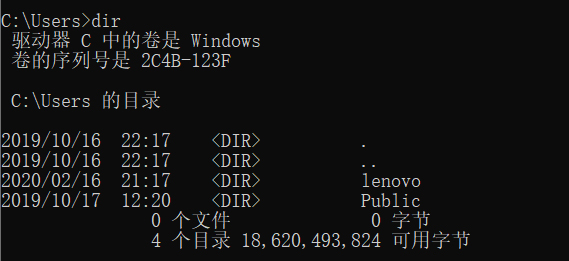 C:\Users>dir
驱动器 C 中的卷是 Windows
卷的序列号是 2C4B-123F
C:\Users 的目录
2019/10/16  22:17    <DIR>          .
2019/10/16  22:17    <DIR>          ..
2020/02/16  21:17    <DIR>          lenovo
2019/10/17  12:20    <DIR>          Public
0 个文件              0 字节
4 个目录 18,620,493,824 可用字节